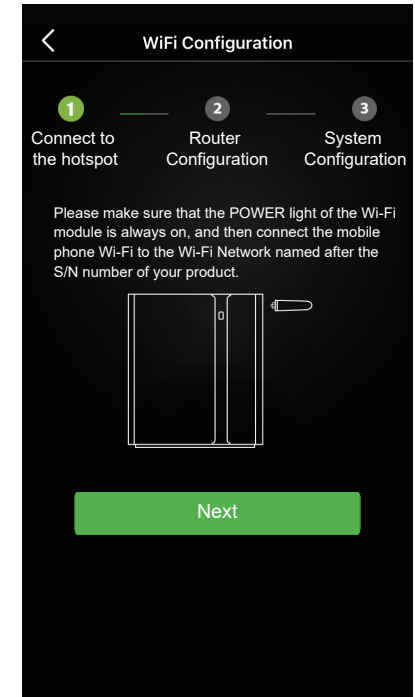 WiFi Configuration
1 2 3
Connect to Router System
the hotspot Configuration Configuration
Please make sure that the POWER light of the Wi-Fi
module is always on, and then connect the mobile
phone Wi-Fi to the Wi-Fi Network named after the
S/N number of your product.
Next